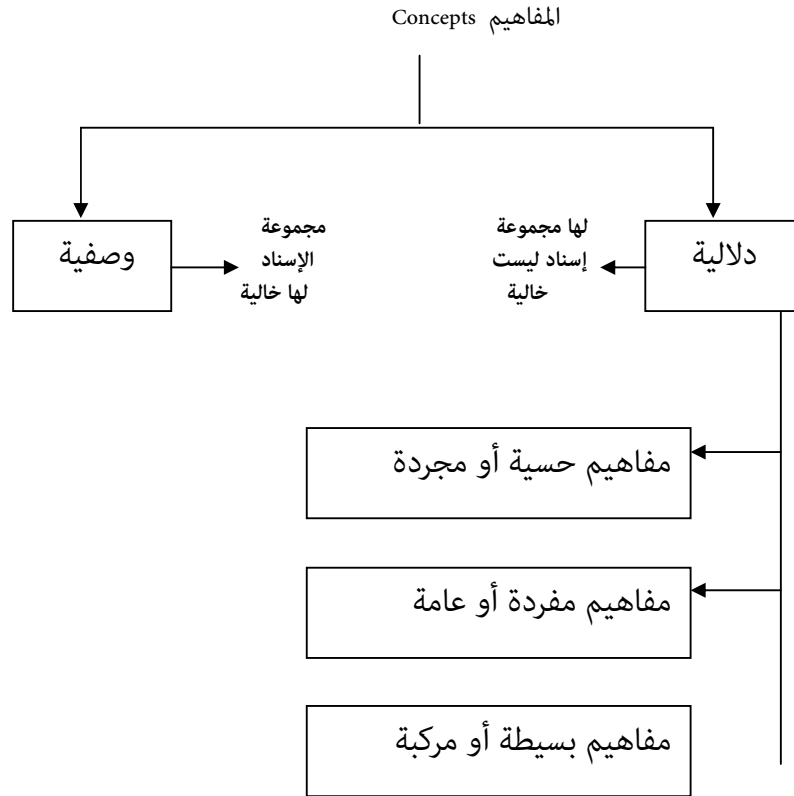 المفاهيم Concepts
دلالية
لها مجموعة
إسناد ليست
خالية
مجموعة
الإسناد
لها خالية
وصفية
مفاهيم حسية أو مجردة
مفاهيم مفردة أو عامة
مفاهيم بسيطة أو مركبة